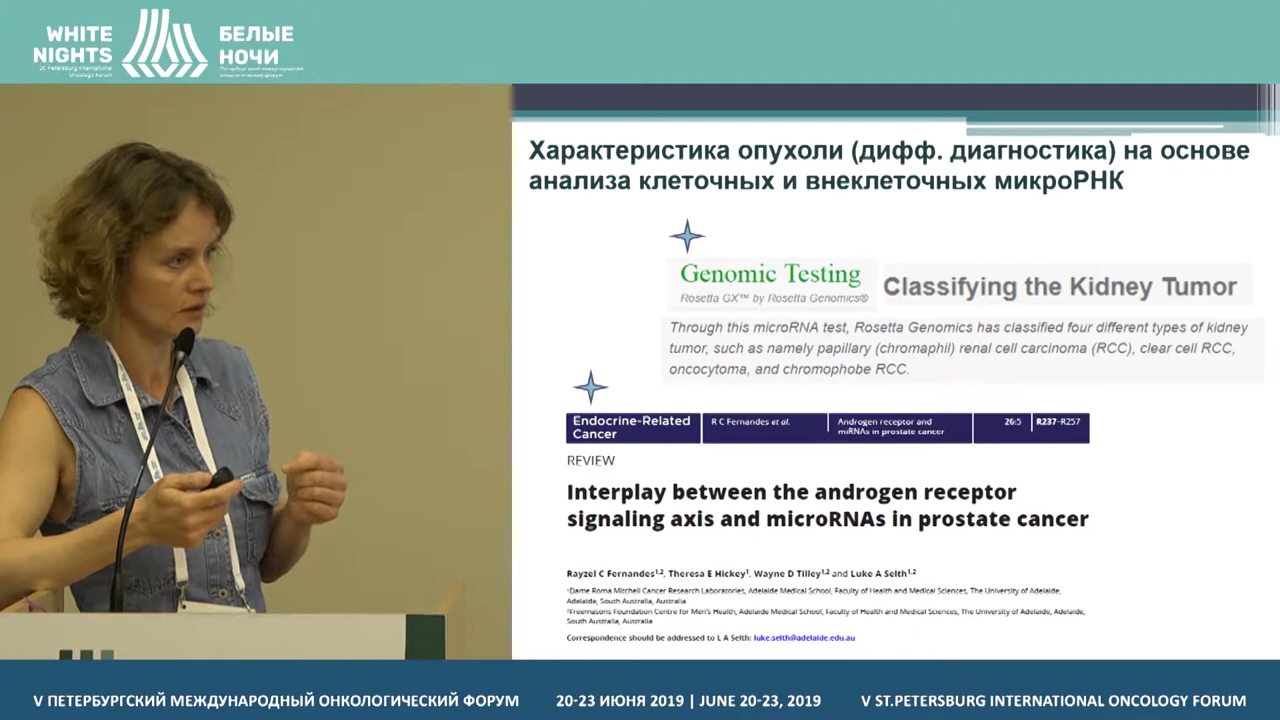 WHITE
NIGHTS
St. Petersburg International
Oncology Forum
БЕЛЫЕ
НОЧИ
Петербургский международный
онкологический форум
Характеристика опухоли (дифф. диагностика) на основе
анализа клеточных и внеклеточных микроРНК
Genomic Testing
Rosetta GX™ by Rosetta Genomics®
Classifying the Kidney Tumor
Through this microRNA test, Rosetta Genomics has classified four different types of kidney
tumor, such as namely papillary (chromaphil) renal cell carcinoma (RCC), clear cell RCC,
oncocytoma, and chromophobe RCC.
Endocrine-Related
Cancer
R C Fernandes et al.
Androgen receptor and
miRNAs in prostate cancer
26:5
R237–R257
REVIEW
Interplay between the androgen receptor
signaling axis and microRNAs in prostate cancer
Rayzel C Fernandes1,2, Theresa E Hickey1, Wayne D Tilley1,2 and Luke A Selth1,2
1Dame Roma Mitchell Cancer Research Laboratories, Adelaide Medical School, Faculty of Health and Medical Sciences, The University of Adelaide,
Adelaide, South Australia, Australia
2Freemasons Foundation Centre for Men's Health, Adelaide Medical School, Faculty of Health and Medical Sciences, The University of Adelaide, Adelaide,
South Australia, Australia
Correspondence should be addressed to L A Selth: luke.selth@adelaide.edu.au
V ПЕТЕРБУРГСКИЙ МЕЖДУНАРОДНЫЙ ОНКОЛОГИЧЕСКИЙ ФОРУМ
20-23 ИЮНЯ 2019 | JUNE 20-23, 2019
V ST.PETERSBURG INTERNATIONAL ONCOLOGY FORUM